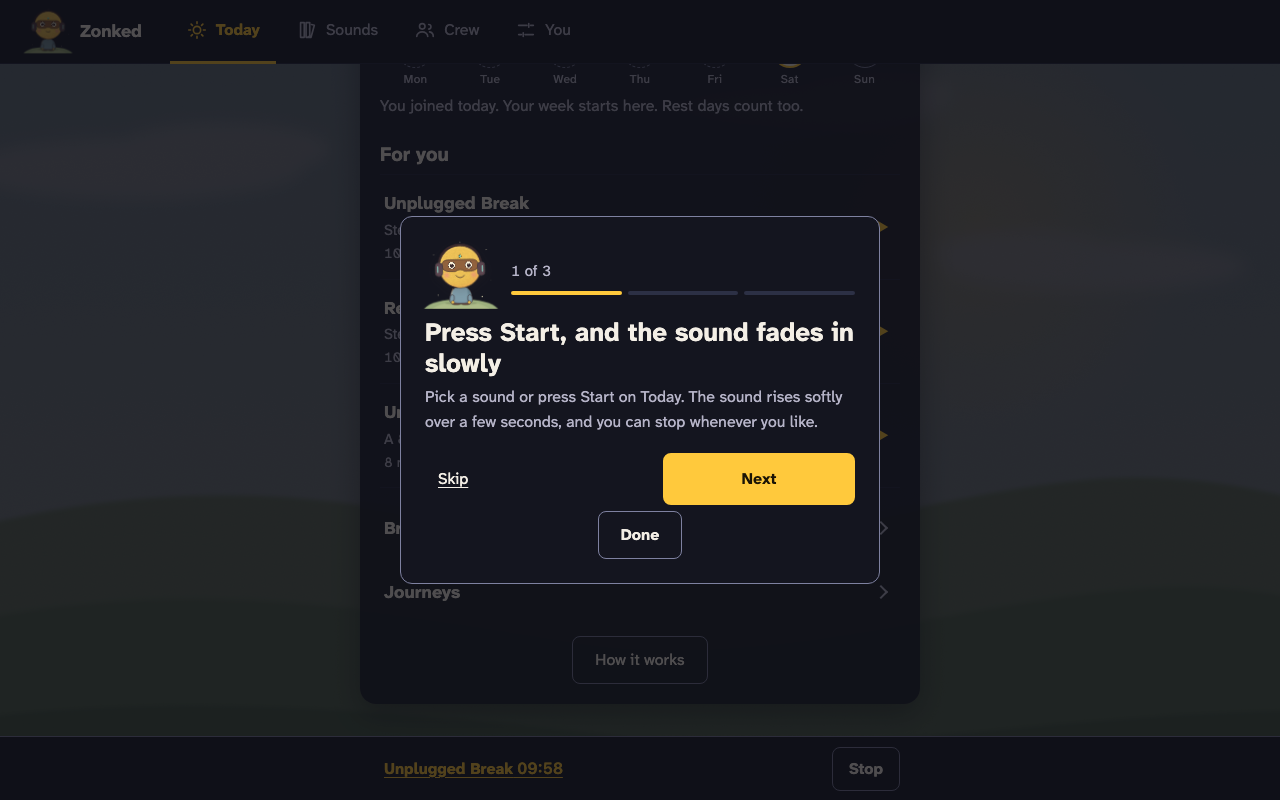 Zonked
Today
Sounds
Crew
You
Mon Tue Wed Thu Fri Sat Sun
You joined today. Your week starts here. Rest days count too.
For you
Unplugged Break
1 of 3
Press Start, and the sound fades in
slowly
Pick a sound or press Start on Today. The sound rises softly
over a few seconds, and you can stop whenever you like.
Skip
Next
Done
Journeys
How it works
Unplugged Break 09:58
Stop